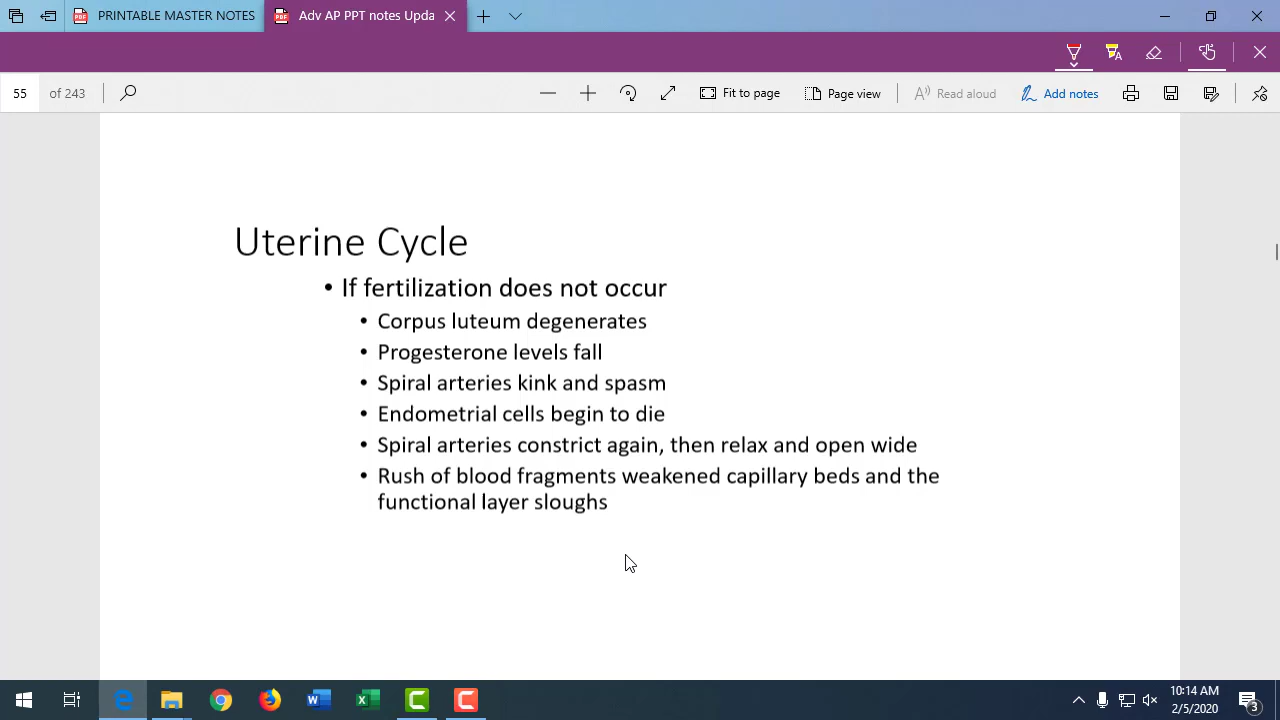 PRINTABLE MASTER NOTES
Adv AP PPT notes Upda
55 of 243
Fit to page
Page view
Read aloud
Add notes
Uterine Cycle
• If fertilization does not occur
• Corpus luteum degenerates
• Progesterone levels fall
• Spiral arteries kink and spasm
• Endometrial cells begin to die
• Spiral arteries constrict again, then relax and open wide
• Rush of blood fragments weakened capillary beds and the
functional layer sloughs
10:14 AM
2/5/2020
3